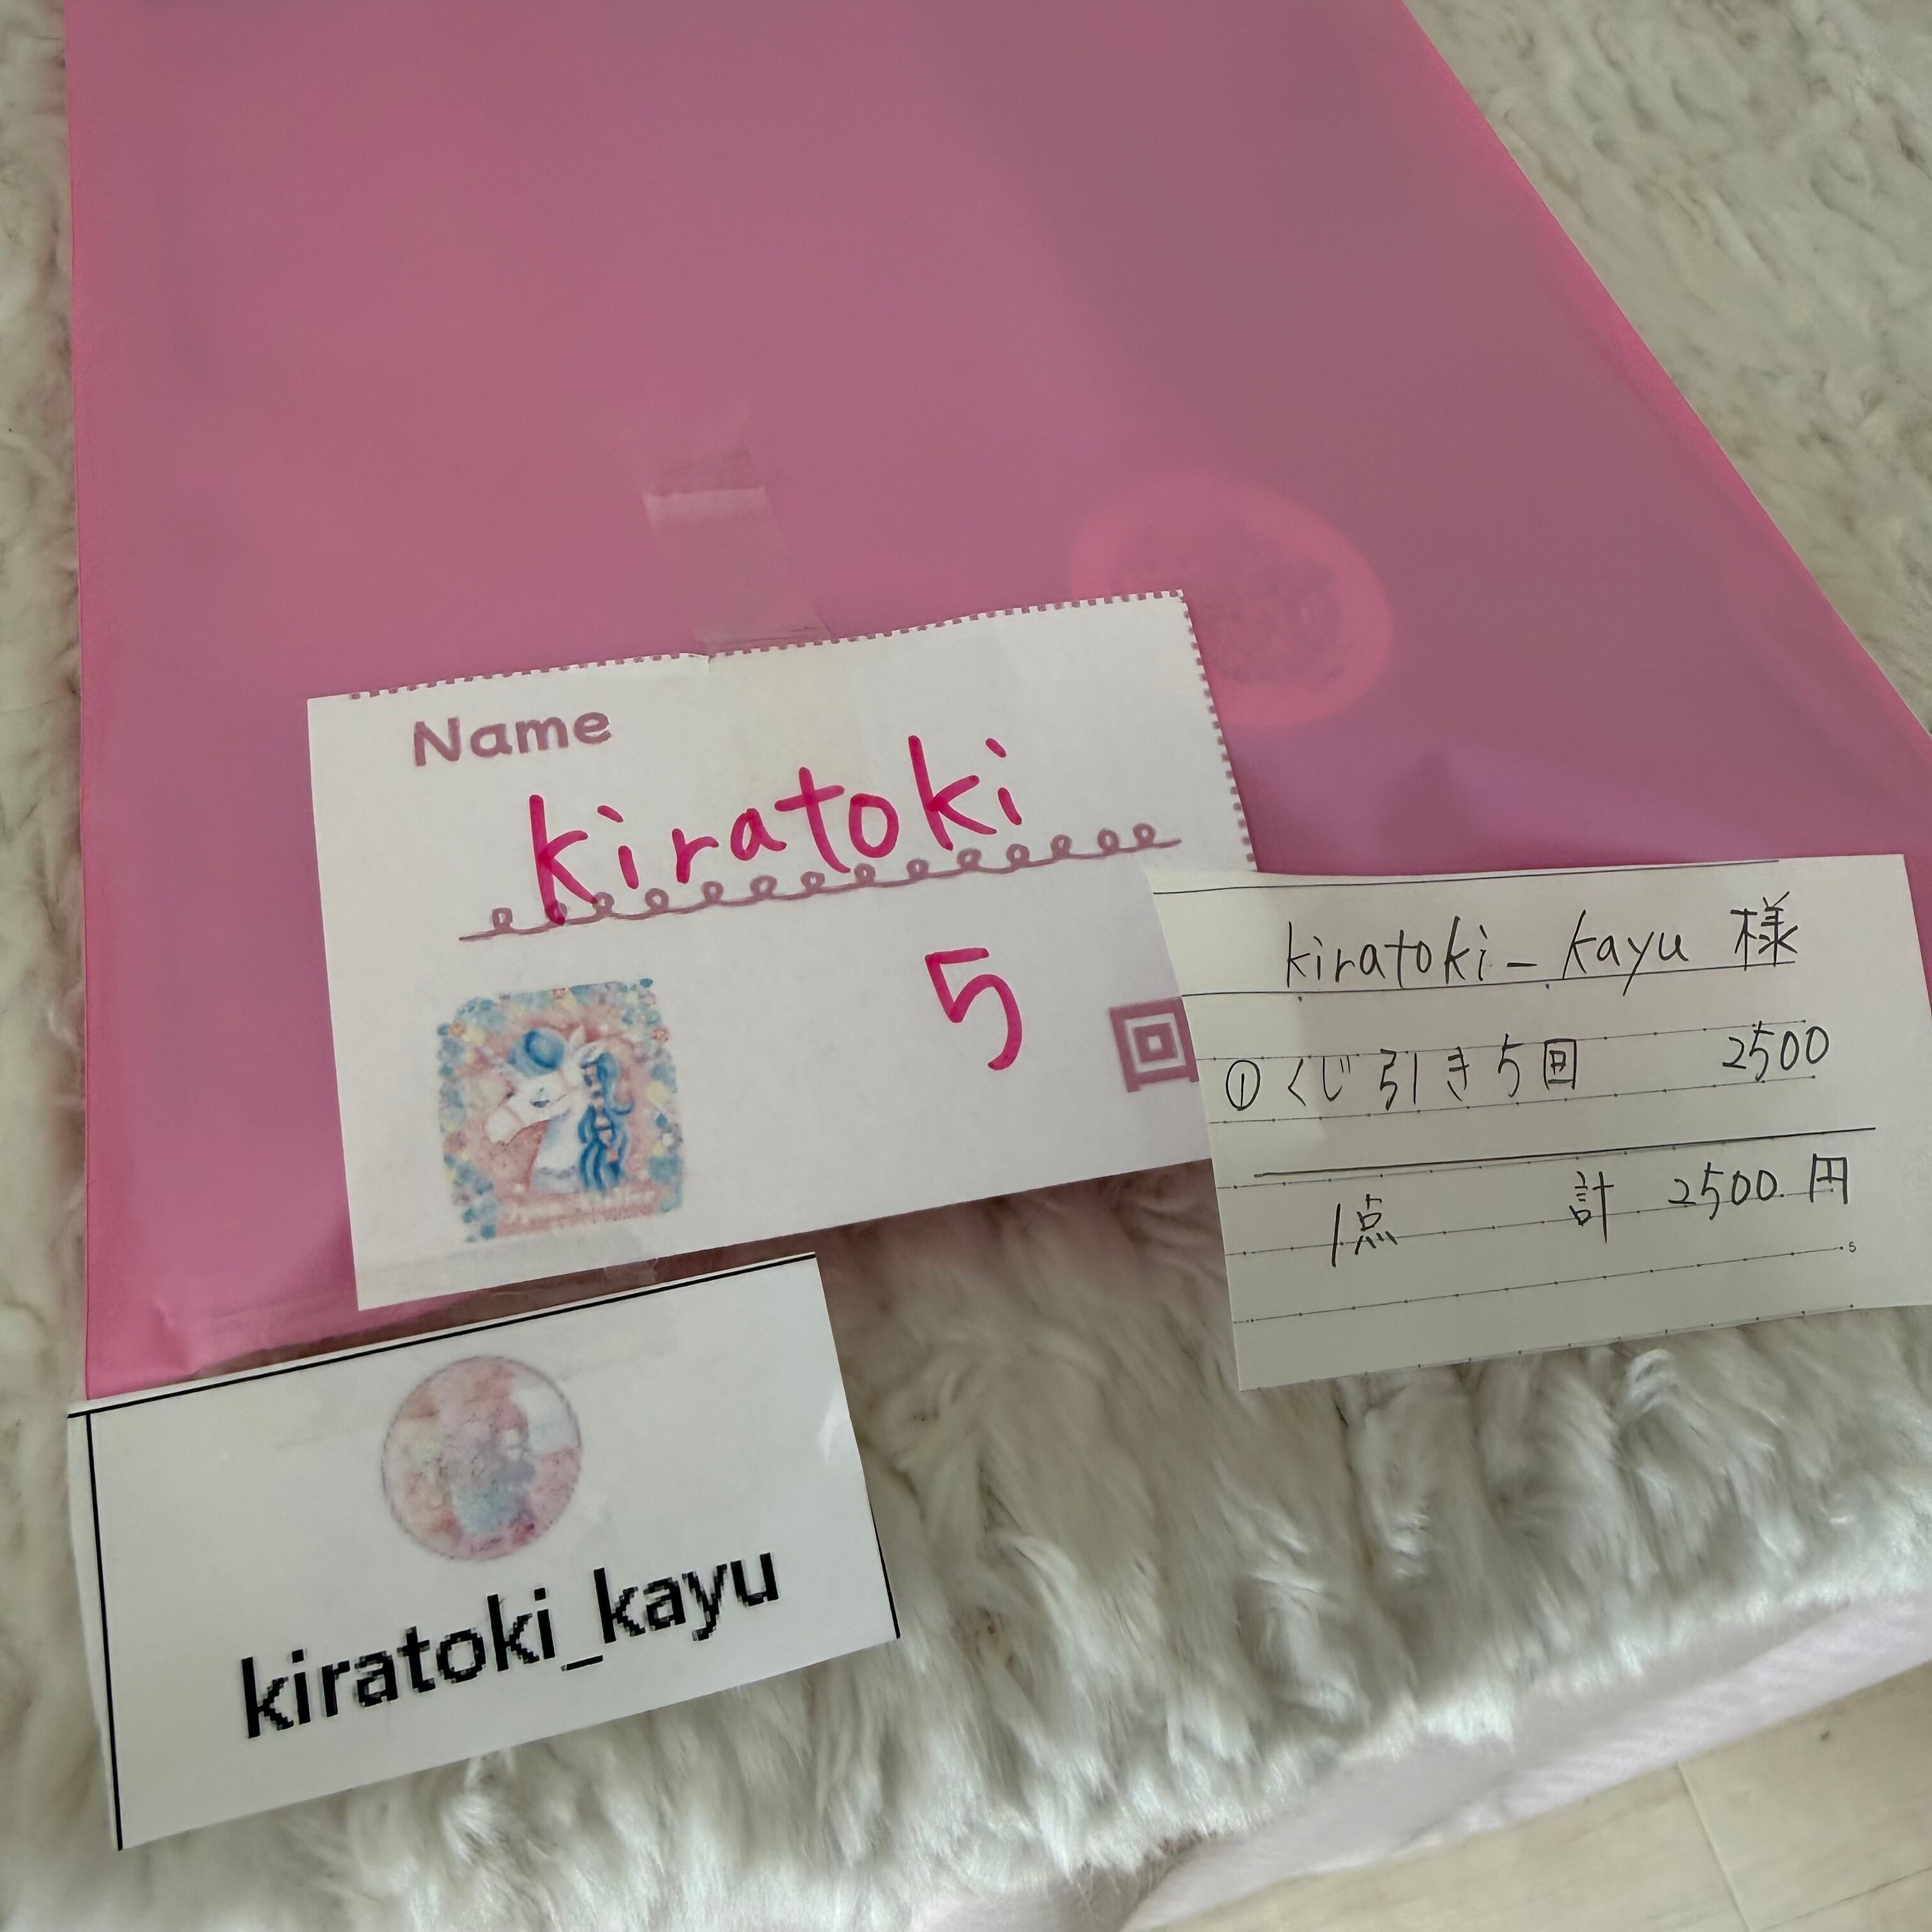 Name
kiratoki
5 回
kiratoki_kayu 様
① くじ引き5回 2500
1点 計 2500円
5
kiratoki_kayu